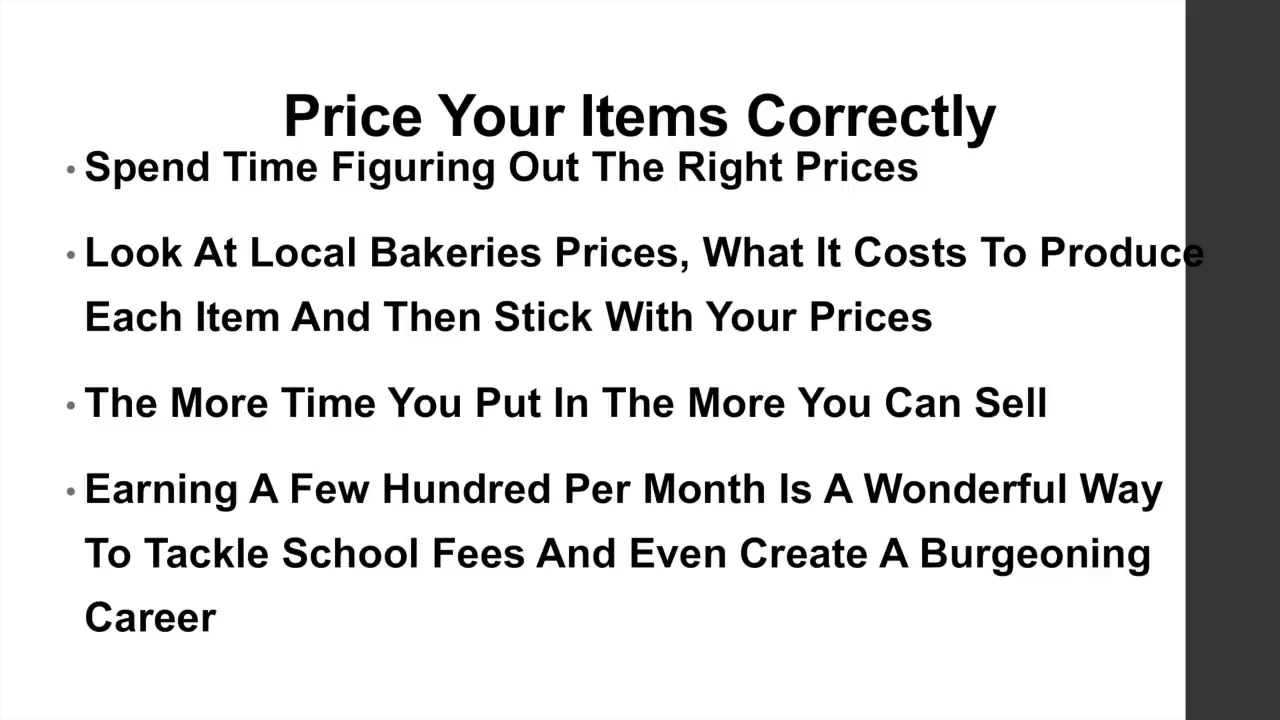 Price Your Items Correctly
• Spend Time Figuring Out The Right Prices
• Look At Local Bakeries Prices, What It Costs To Produce
Each Item And Then Stick With Your Prices
• The More Time You Put In The More You Can Sell
• Earning A Few Hundred Per Month Is A Wonderful Way
To Tackle School Fees And Even Create A Burgeoning
Career